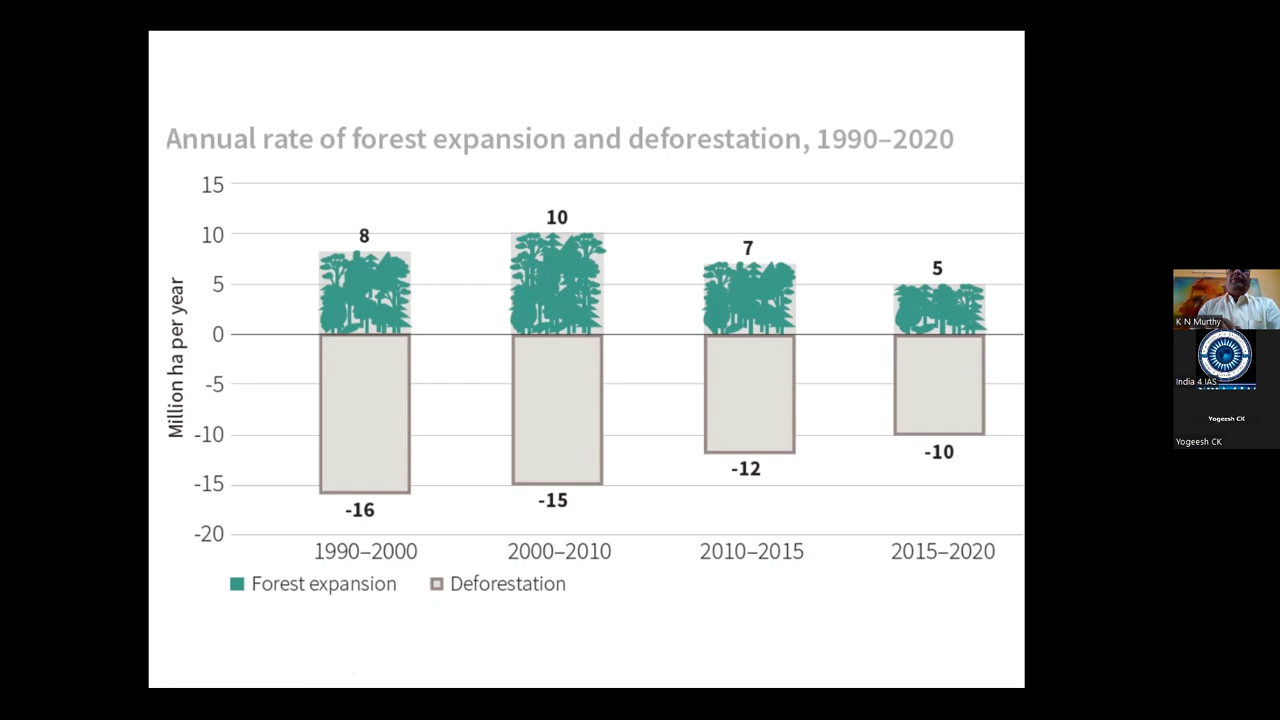 Annual rate of forest expansion and deforestation, 1990–2020
Million ha per year
15
10
5
0
-5
-10
-15
-20
8
10
7
5
-16
-15
-12
-10
1990–2000
2000–2010
2010–2015
2015–2020
Forest expansion
Deforestation
K N Murthy
India 4 IAS
Yogeesh CK
Yogeesh CK